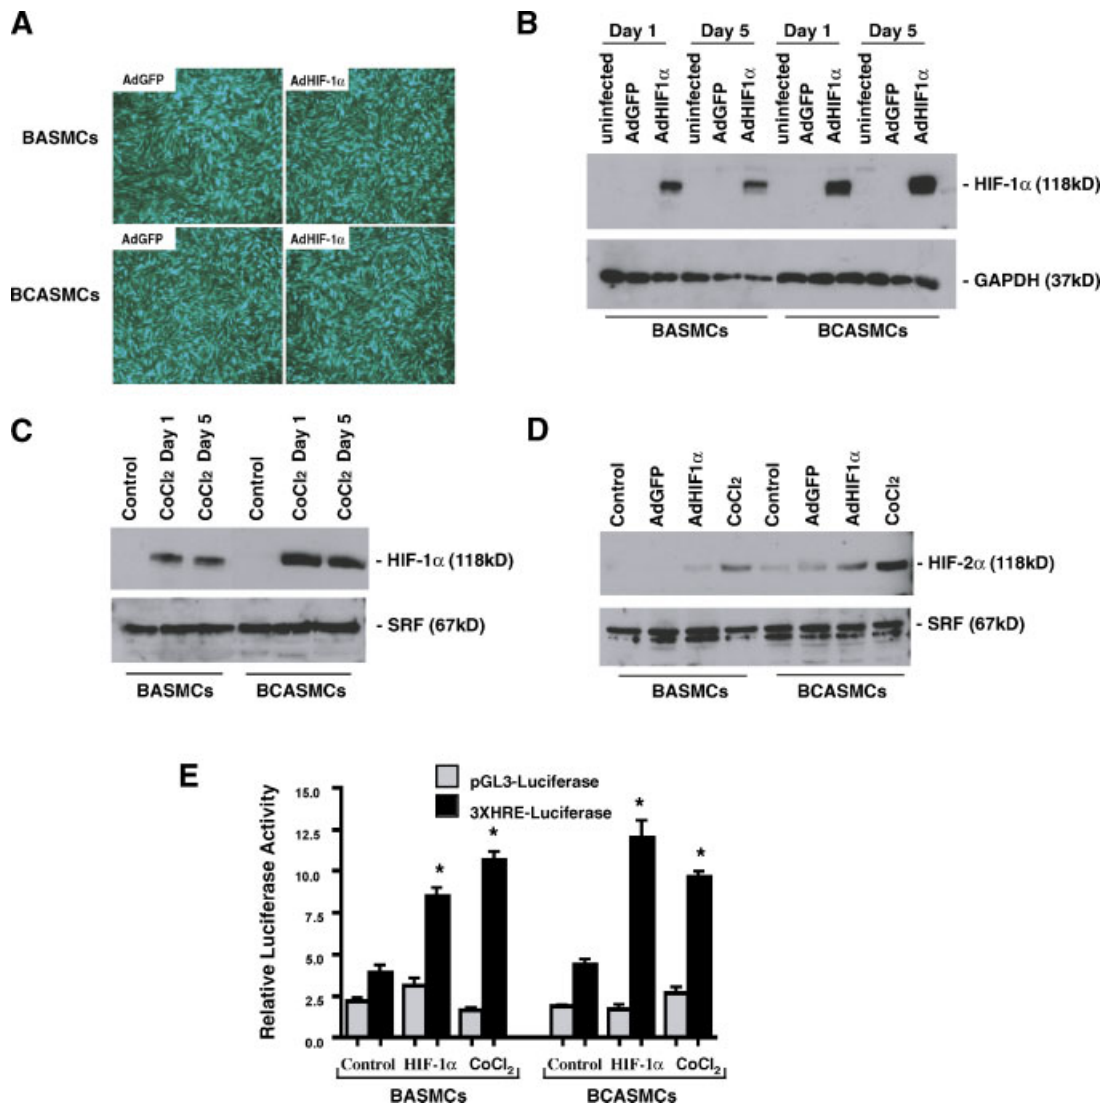 A
AdGFP
AdHIF-1α
BASMCs
AdGFP
AdHIF-1α
BCASMCs
B
Day 1
Day 5
Day 1
Day 5
uninfected
AdGFP
AdHIF1α
uninfected
AdGFP
AdHIF1α
uninfected
AdGFP
AdHIF1α
uninfected
AdGFP
AdHIF1α
- HIF-1α (118kD)
- GAPDH (37kD)
BASMCs
BCASMCs
C
Control
CoCl₂ Day 1
CoCl₂ Day 5
Control
CoCl₂ Day 1
CoCl₂ Day 5
- HIF-1α (118kD)
- SRF (67kD)
BASMCs
BCASMCs
D
Control
AdGFP
AdHIF1α
CoCl₂
Control
AdGFP
AdHIF1α
CoCl₂
- HIF-2α (118kD)
- SRF (67kD)
BASMCs
BCASMCs
E
pGL3-Luciferase
3XHRE-Luciferase
Relative Luciferase Activity
15.0
12.5
10.0
7.5
5.0
2.5
0.0
*
*
*
*
Control
HIF-1α
CoCl₂
Control
HIF-1α
CoCl₂
BASMCs
BCASMCs